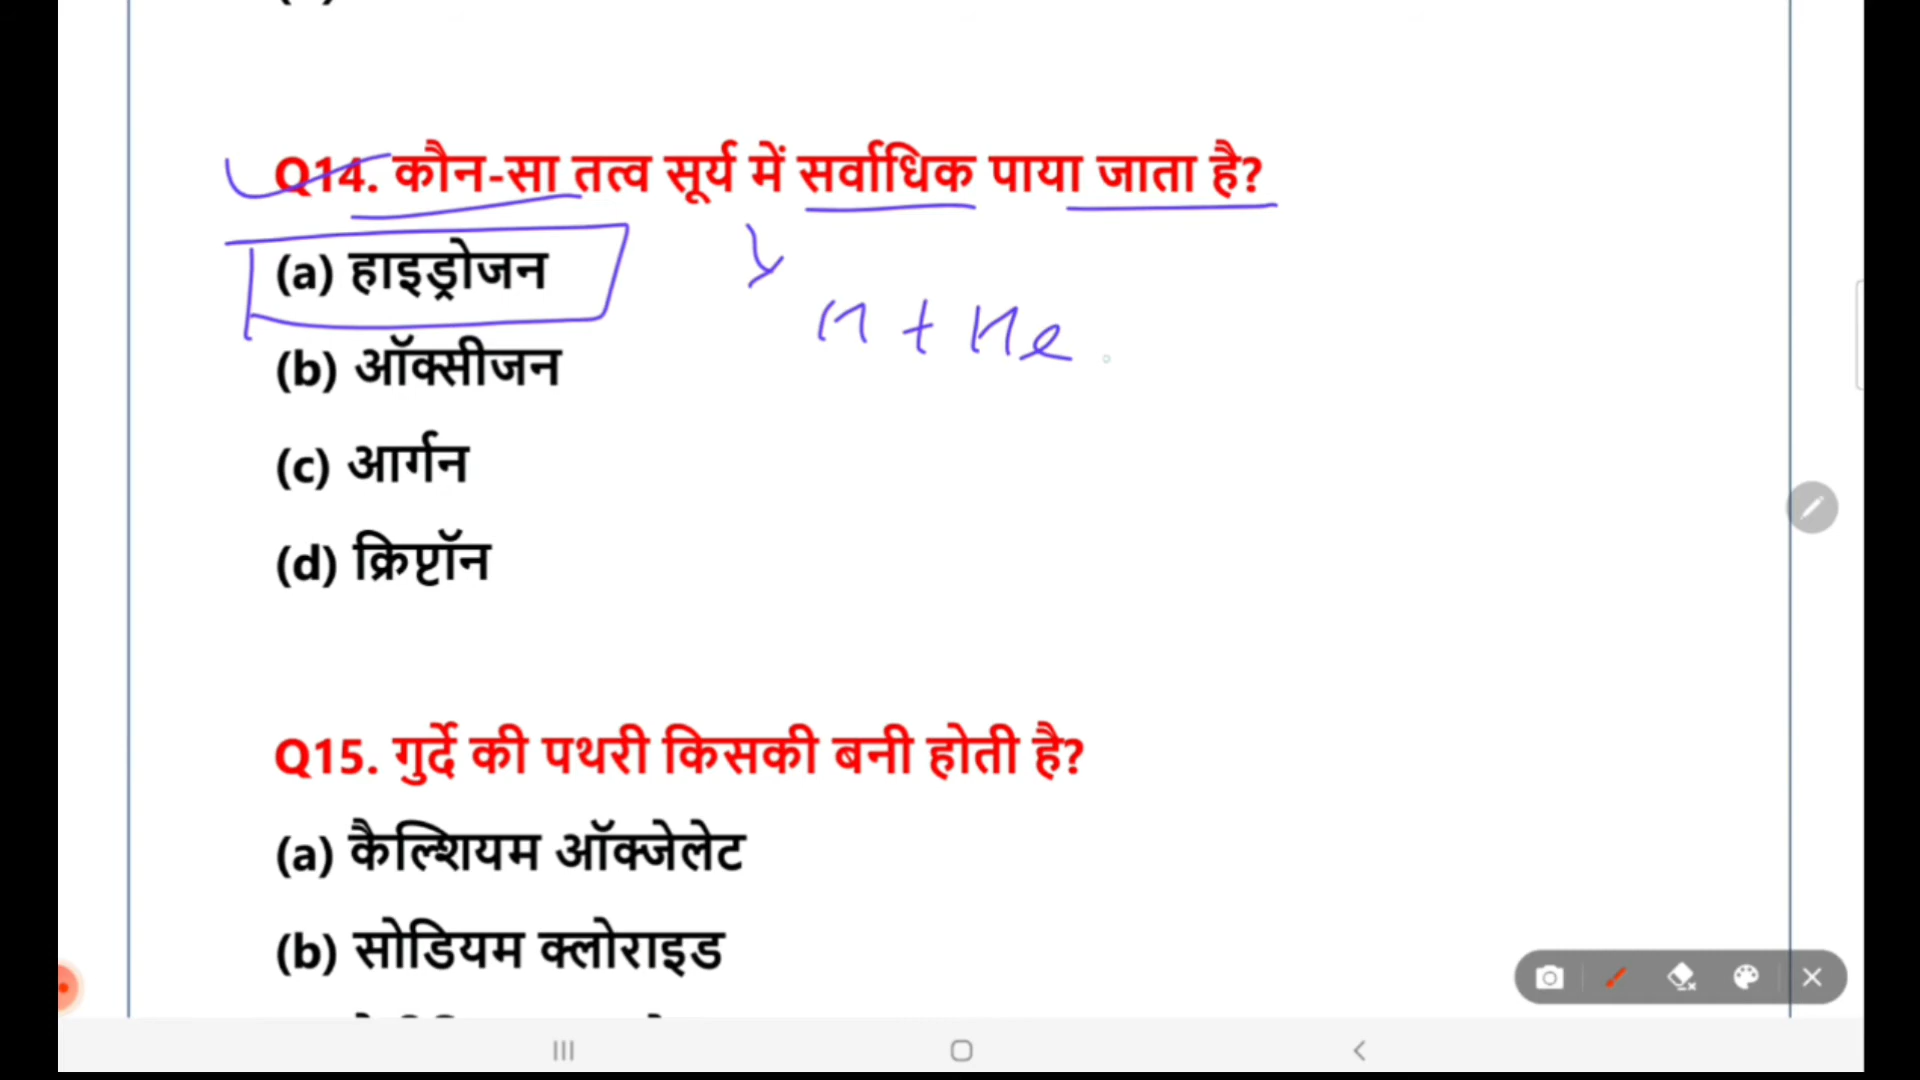 Q14. कौन-सा तत्व सूर्य में सर्वाधिक पाया जाता है?
(a) हाइड्रोजन
H + He
(b) ऑक्सीजन
(c) आर्गन
(d) क्रिप्टॉन
Q15. गुर्दे की पथरी किसकी बनी होती है?
(a) कैल्शियम ऑक्जेलेट
(b) सोडियम क्लोराइड